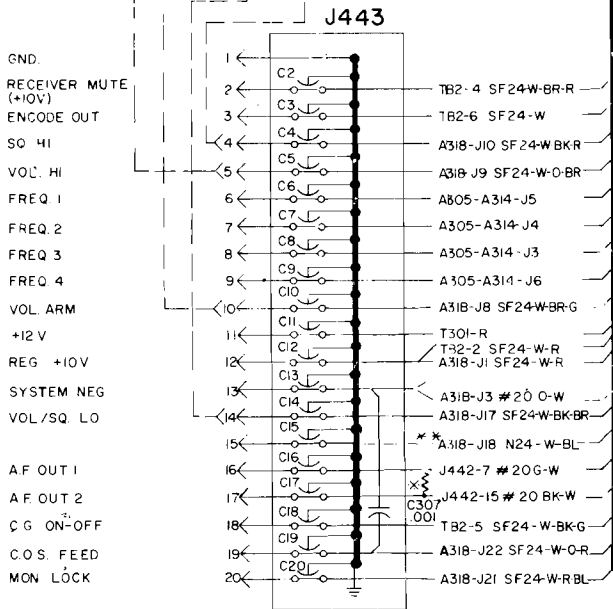 J443
GND. 1
C2
RECEIVER MUTE 2 TB2-4 SF24-W-BR-R
(+10V)
C3
ENCODE OUT 3 TB2-6 SF24-W
C4
SQ HI 4 A318-J10 SF24-W BK-R
C5
VOL. HI 5 A318-J9 SF24-W-O-BR
C6
FREQ. 1 6 A305-A314-J5
C7
FREQ. 2 7 A305-A314-J4
C8
FREQ 3 8 A305-A314-J3
C9
FREQ. 4 9 A305-A314-J6
C10
VOL. ARM 10 A318-J8 SF24-W-BR-G
C11
+12 V 11 T301-R
C12 TB2-2 SF24-W-R
REG +10V 12 A318-J1 SF24-W-R
C13
SYSTEM NEG 13 A318-J3 #20 O-W
C14
VOL/SQ. LO 14 A318-J17 SF24-W-BK-BR
C15
15 ** A318-J18 N24-W-BL
C16
A.F. OUT 1 16 J442-7 #20 G-W
C17 *
A.F. OUT 2 17 J442-15 #20 BK-W
C307
.001
C18
C G ON-OFF 18 TB2-5 SF24-W-BK-G
C19
C.O.S. FEED 19 A318-J22 SF24-W-O-R
C20
MON LOCK 20 A318-J21 SF24-W-R-BL